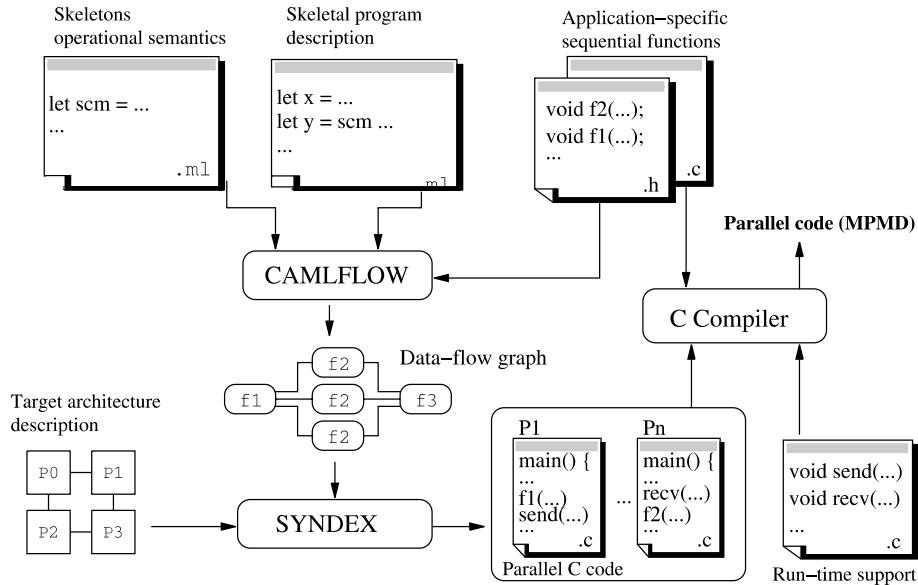 Skeletons
operational semantics
let scm = ...
...
.ml
Skeletal program
description
let x = ...
let y = scm ...
...
ml
Application−specific
sequential functions
void f2(...);
void f1(...);
...
.h
.c
Parallel code (MPMD)
CAMLFLOW
C Compiler
Data−flow graph
f2
f1
f2
f3
f2
Target architecture
description
P0
P1
P2
P3
SYNDEX
P1
main() {
...
f1(...)
send(...)
...
.c
...
Pn
main() {
...
recv(...)
f2(...)
...
.c
Parallel C code
void send(...)
void recv(...)
...
.c
Run−time support